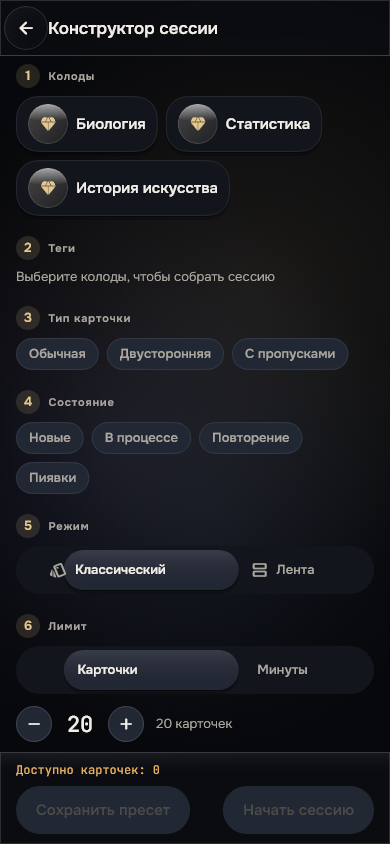 Конструктор сессии
1 Колоды
Биология
Статистика
История искусства
2 Теги
Выберите колоды, чтобы собрать сессию
3 Тип карточки
Обычная
Двусторонняя
С пропусками
4 Состояние
Новые
В процессе
Повторение
Пиявки
5 Режим
Классический
Лента
6 Лимит
Карточки
Минуты
− 20 + 20 карточек
Доступно карточек: 0
Сохранить пресет
Начать сессию